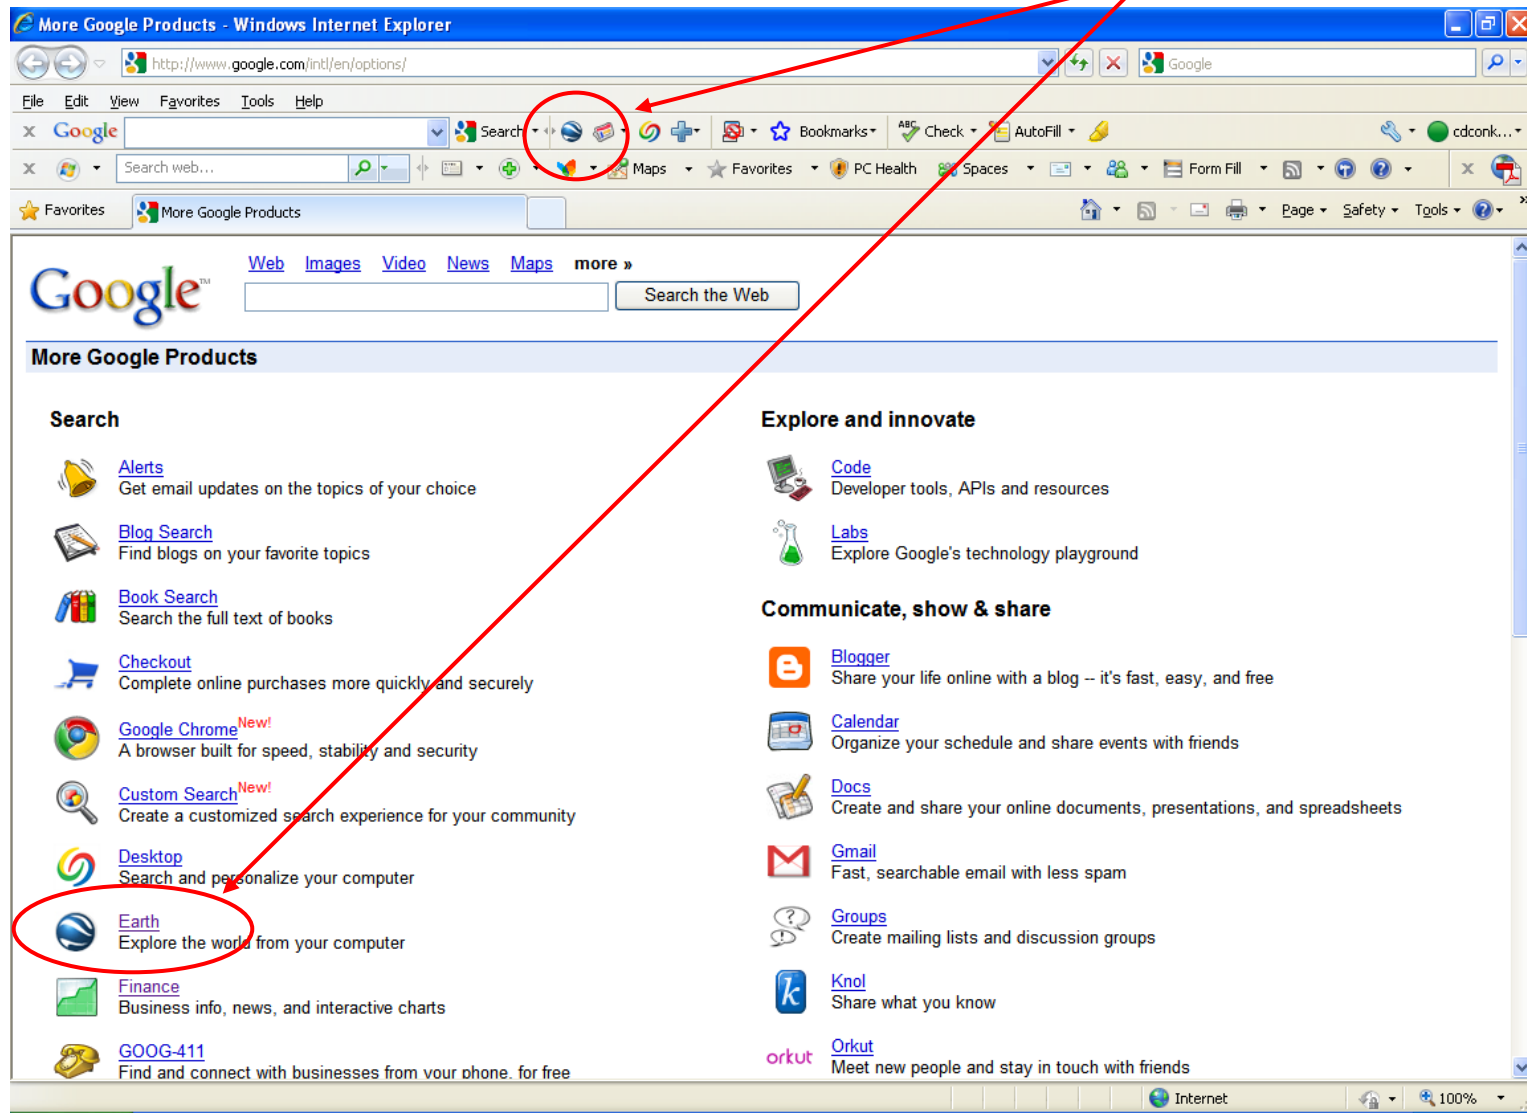 More Google Products - Windows Internet Explorer
http://www.google.com/intl/en/options/
Google
File Edit View Favorites Tools Help
x Google Search Bookmarks ABC Check AutoFill cdconk...
x Search web... Maps Favorites PC Health Spaces Form Fill x
Favorites More Google Products Page Safety Tools »
Google™
Web Images Video News Maps more »
Search the Web
More Google Products
Search
Alerts
Get email updates on the topics of your choice
Blog Search
Find blogs on your favorite topics
Book Search
Search the full text of books
Checkout
Complete online purchases more quickly and securely
Google Chrome New!
A browser built for speed, stability and security
Custom Search New!
Create a customized search experience for your community
Desktop
Search and personalize your computer
Earth
Explore the world from your computer
Finance
Business info, news, and interactive charts
GOOG-411
Find and connect with businesses from your phone, for free
Explore and innovate
Code
Developer tools, APIs and resources
Labs
Explore Google's technology playground
Communicate, show & share
Blogger
Share your life online with a blog -- it's fast, easy, and free
Calendar
Organize your schedule and share events with friends
Docs
Create and share your online documents, presentations, and spreadsheets
Gmail
Fast, searchable email with less spam
Groups
Create mailing lists and discussion groups
k Knol
Share what you know
orkut Orkut
Meet new people and stay in touch with friends
Internet 100%